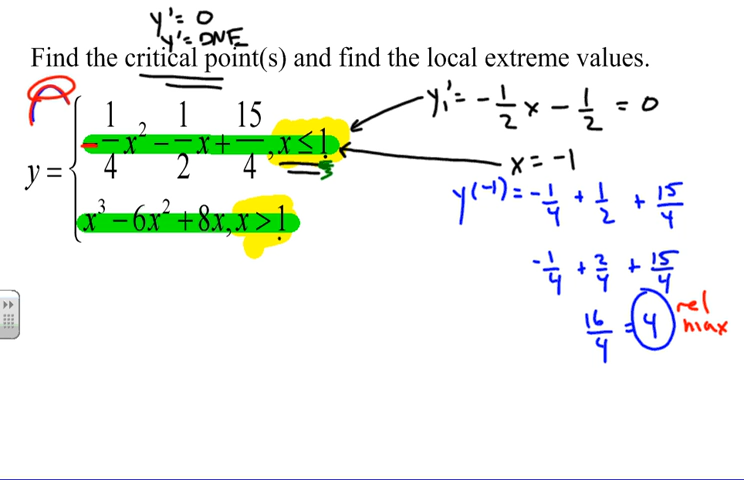 y' = 0
y' = DNE
Find the critical point(s) and find the local extreme values.
y = { -1/4 x² - 1/2 x + 15/4, x ≤ 1
x³ - 6x² + 8x, x > 1
y₁' = -1/2 x - 1/2 = 0
x = -1
y(-1) = -1/4 + 1/2 + 15/4
-1/4 + 2/4 + 15/4
16/4 = 4 rel
max